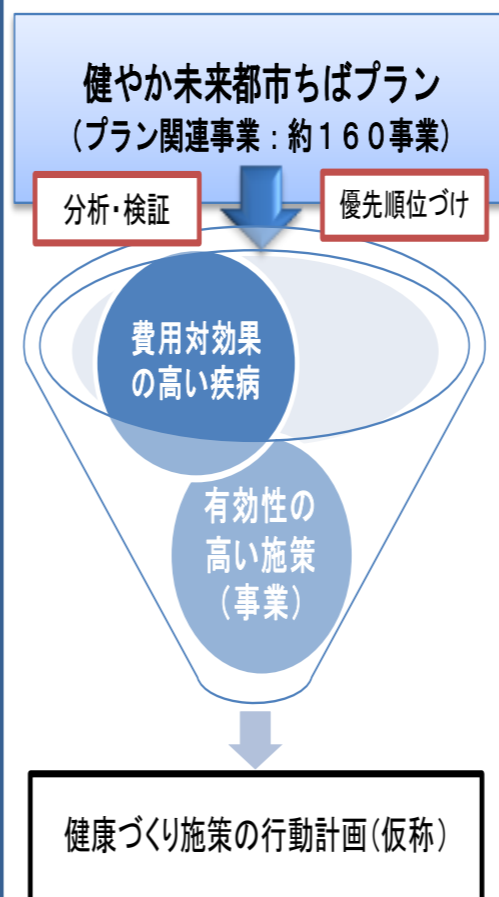 健やか未来都市ちばプラン
（プラン関連事業：約１６０事業）
分析・検証
優先順位づけ
費用対効果
の高い疾病
有効性の
高い施策
（事業）
健康づくり施策の行動計画（仮称）